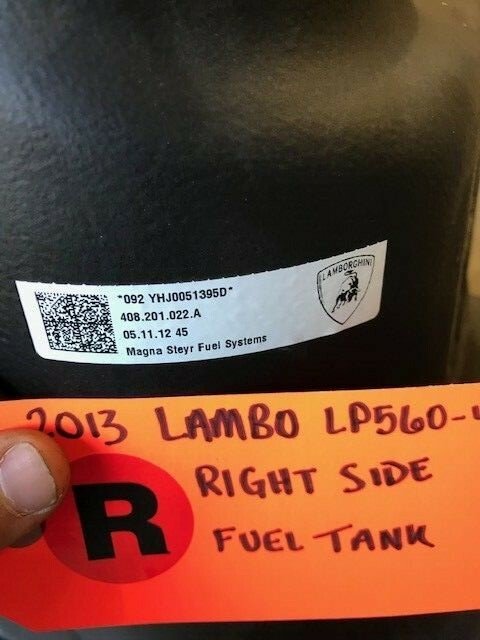 *092 YHJ0051395D*
408.201.022.A
05.11.12 45
Magna Steyr Fuel Systems
LAMBORGHINI
2013 LAMBO LP560-4
R
RIGHT SIDE
FUEL TANK